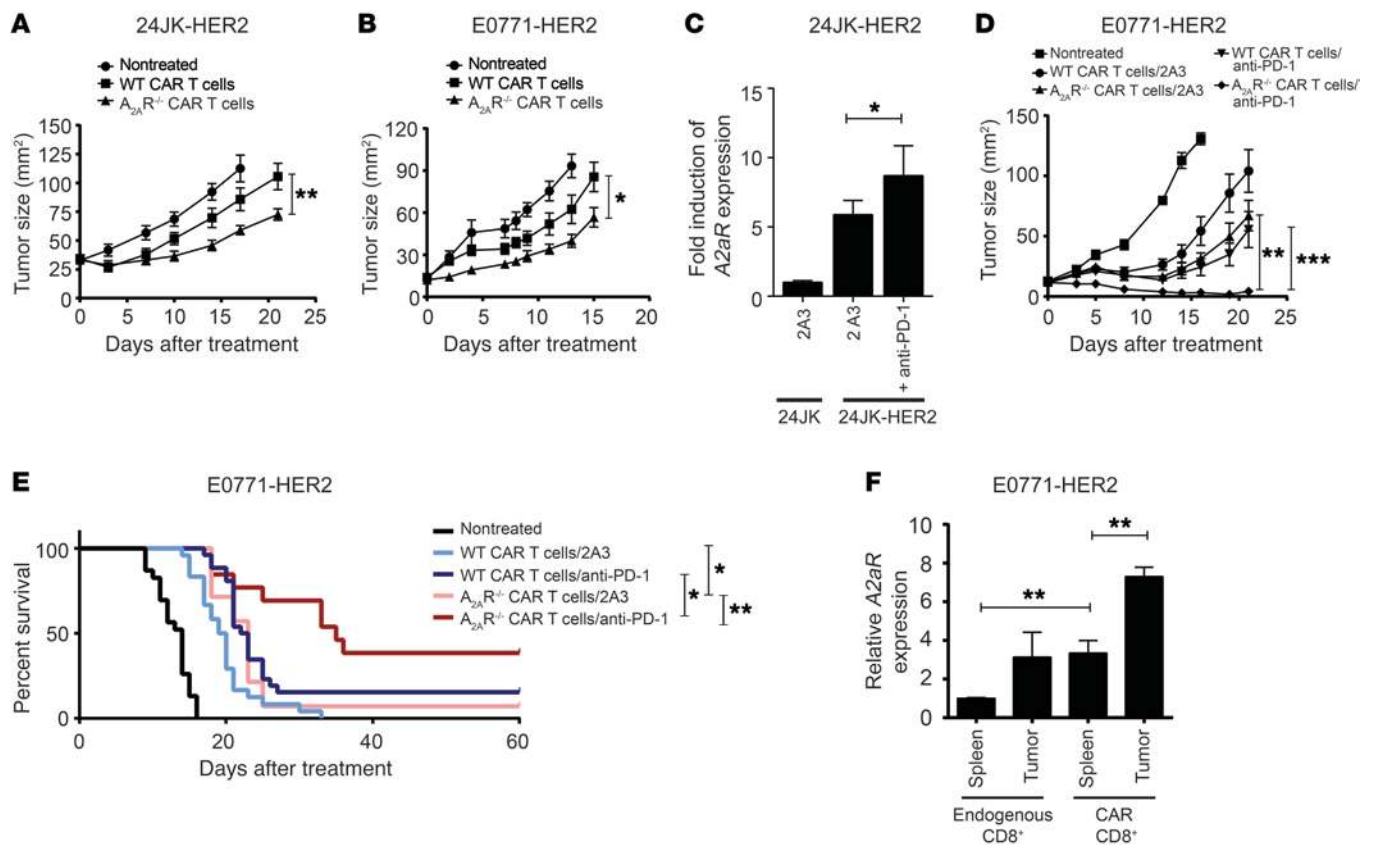 A
24JK-HER2
Nontreated
WT CAR T cells
A2AR-/- CAR T cells
Tumor size (mm²)
150
125
100
75
50
25
0
0 5 10 15 20 25
Days after treatment
**
B
E0771-HER2
Nontreated
WT CAR T cells
A2AR-/- CAR T cells
Tumor size (mm²)
120
90
60
30
0
0 5 10 15 20
Days after treatment
*
C
24JK-HER2
Fold induction of
A2aR expression
15
10
5
0
*
2A3
2 A3
+ anti-PD-1
24JK
24JK-HER2
D
E0771-HER2
Nontreated
WT CAR T cells/2A3
A2AR-/- CAR T cells/2A3
WT CAR T cells/
anti-PD-1
A2AR-/- CAR T cells/
anti-PD-1
Tumor size (mm²)
150
100
50
0
0 5 10 15 20 25
Days after treatment
**
***
E
E0771-HER2
Nontreated
WT CAR T cells/2A3
WT CAR T cells/anti-PD-1
A2AR-/- CAR T cells/2A3
A2AR-/- CAR T cells/anti-PD-1
*
*
**
Percent survival
100
50
0
0 20 40 60
Days after treatment
F
E0771-HER2
Relative A2aR
expression
10
8
6
4
2
0
**
**
Spleen
Tumor
Spleen
Tumor
Endogenous
CD8⁺
CAR
CD8⁺